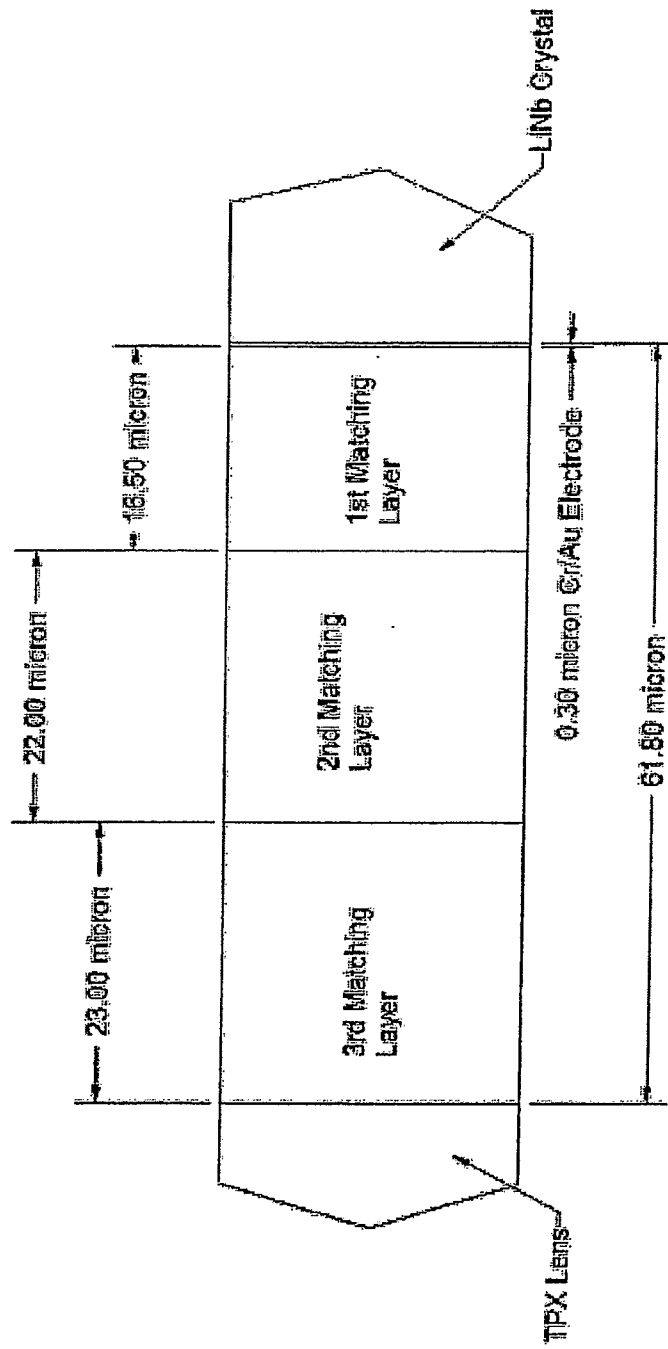 23.00 micron
22.00 micron
16.50 micron
3rd Matching
Layer
2nd Matching
Layer
1st Matching
Layer
TPX Lens
LiNb Crystal
0.30 micron Cr/Au Electrode
61.80 micron